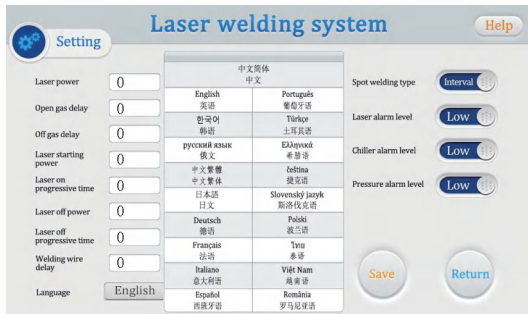 Laser welding system
Help
Setting
Laser power
0
Open gas delay
0
Off gas delay
0
Laser starting
power
0
Laser on
progressive time
0
Laser off power
0
Laser off
progressive time
0
Welding wire
delay
0
Language
English
中文简体
中文
English
英语
Português
葡萄牙语
한국어
韩语
Türkçe
土耳其语
русский язык
俄文
Ελληνικά
希腊语
中文繁體
中文繁体
čeština
捷克语
日本語
日文
Slovenský jazyk
斯洛伐克语
Deutsch
德语
Polski
波兰语
Français
法语
ไทย
泰语
Italiano
意大利语
Việt Nam
越南语
Español
西班牙语
România
罗马尼亚语
Spot welding type
Interval
Laser alarm level
Low
Chiller alarm level
Low
Pressure alarm level
Low
Save
Return